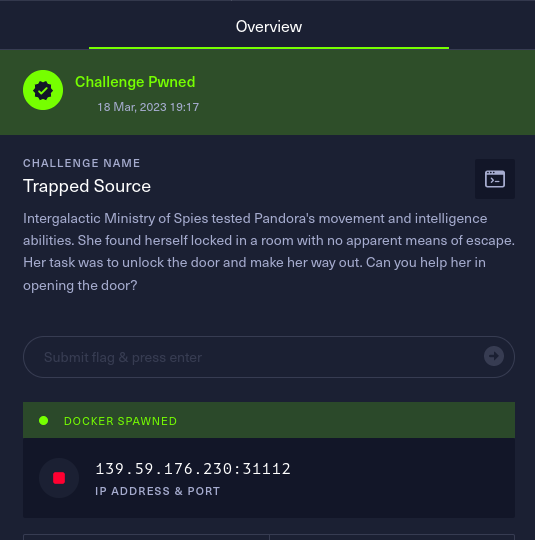 Overview
Challenge Pwned
18 Mar, 2023 19:17
CHALLENGE NAME
Trapped Source
Intergalactic Ministry of Spies tested Pandora's movement and intelligence
abilities. She found herself locked in a room with no apparent means of escape.
Her task was to unlock the door and make her way out. Can you help her in
opening the door?
Submit flag & press enter
DOCKER SPAWNED
139.59.176.230:31112
IP ADDRESS & PORT